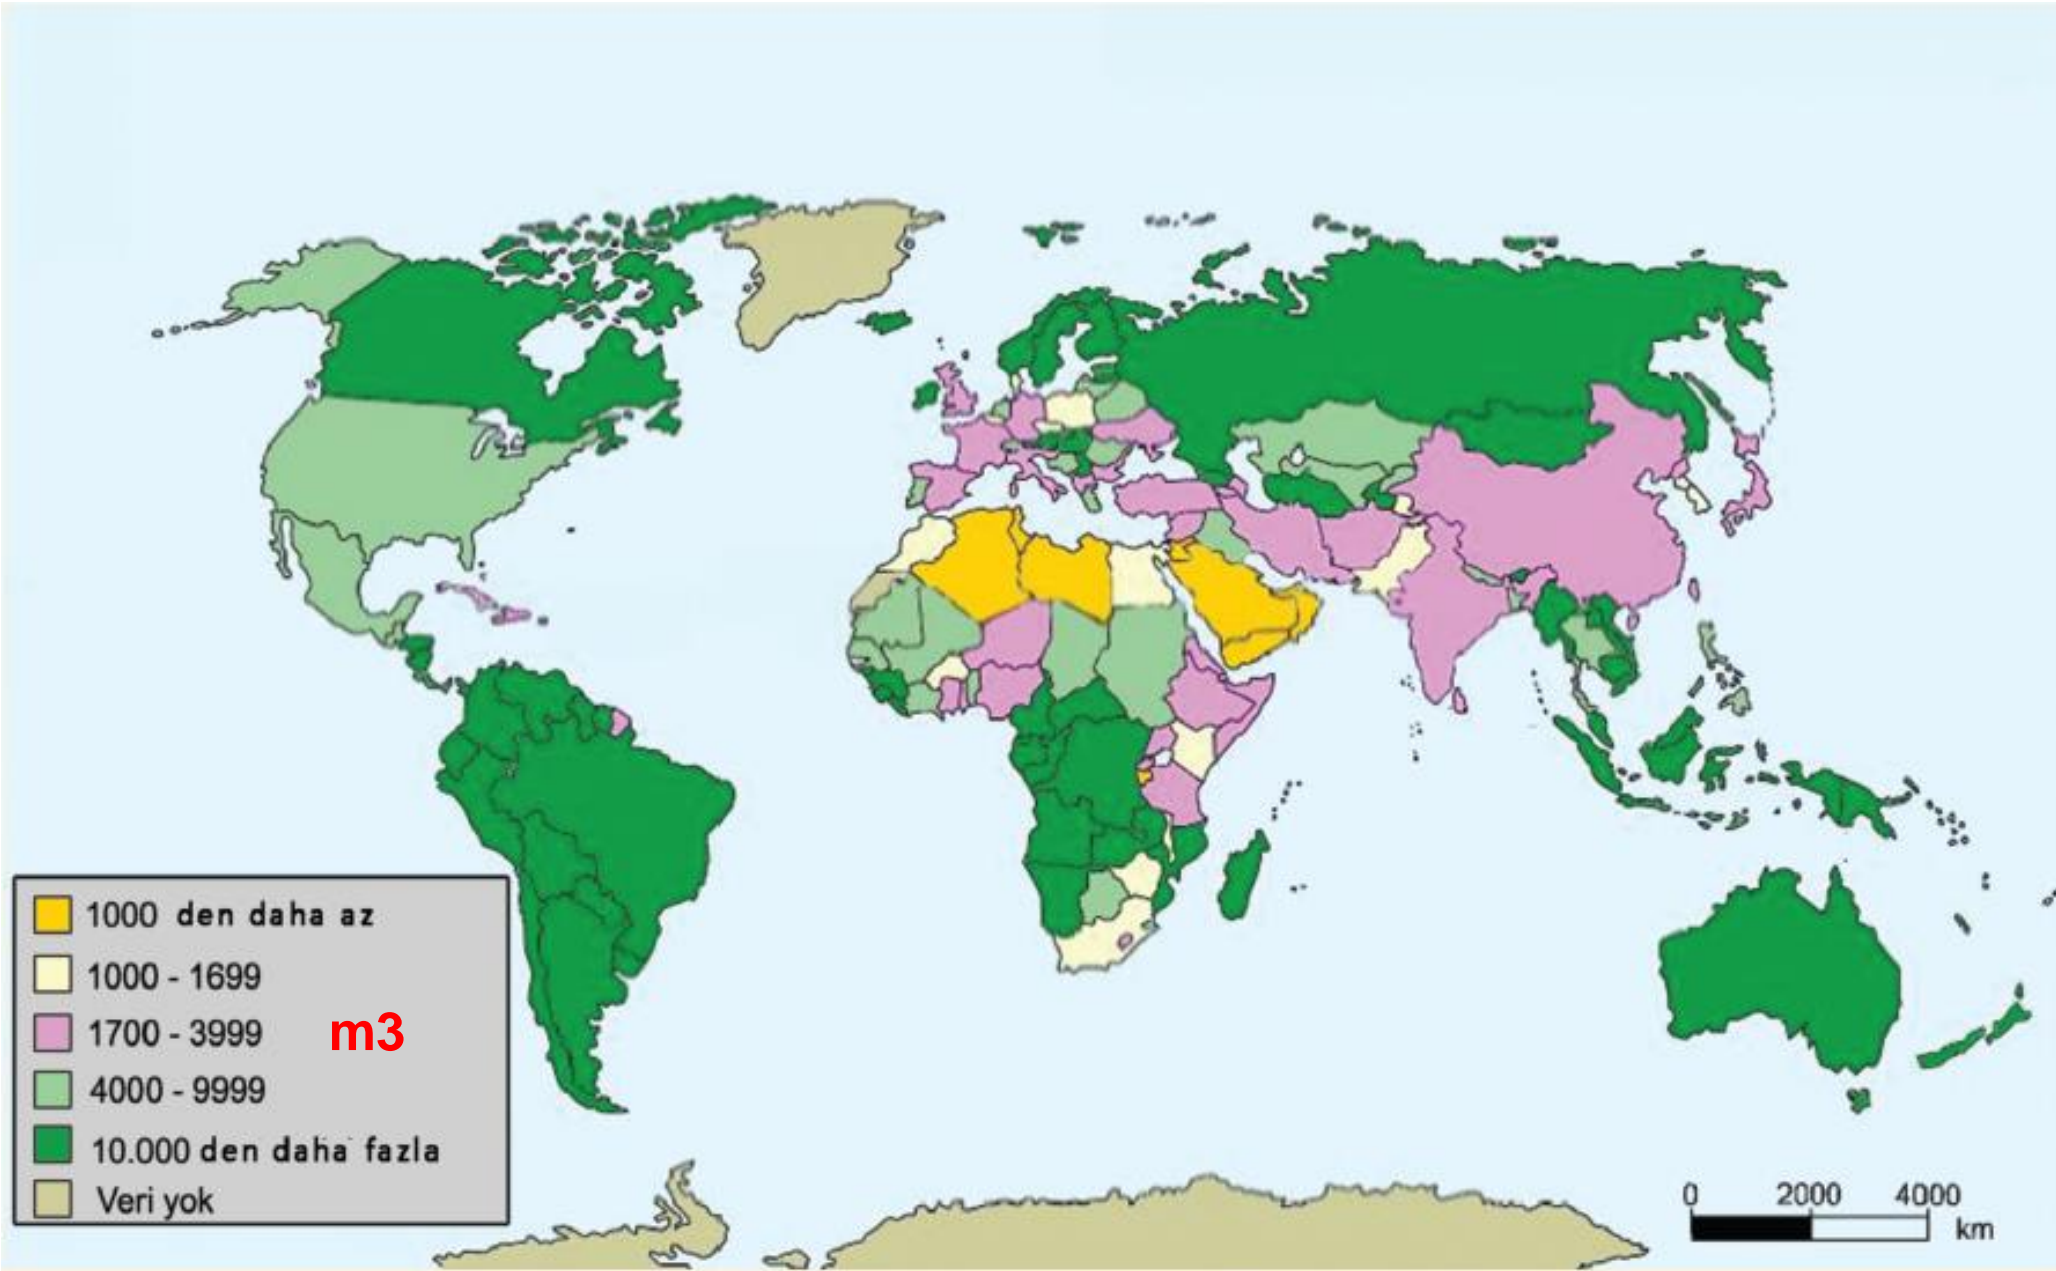 1000 den daha az
1000 - 1699
1700 - 3999
m3
4000 - 9999
10.000 den daha fazla
Veri yok
0 2000 4000
km